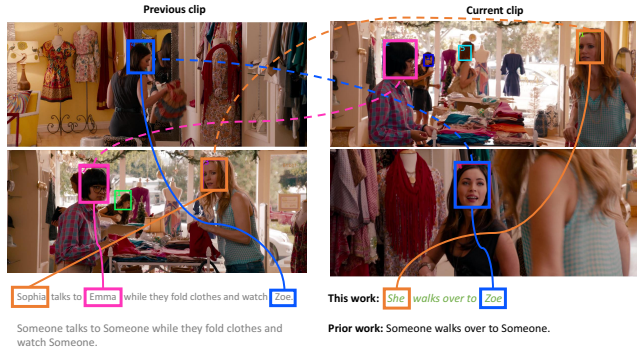 Previous clip
Current clip
Sophia talks to Emma while they fold clothes and watch Zoe.
Someone talks to Someone while they fold clothes and
watch Someone.
This work: She walks over to Zoe
Prior work: Someone walks over to Someone.